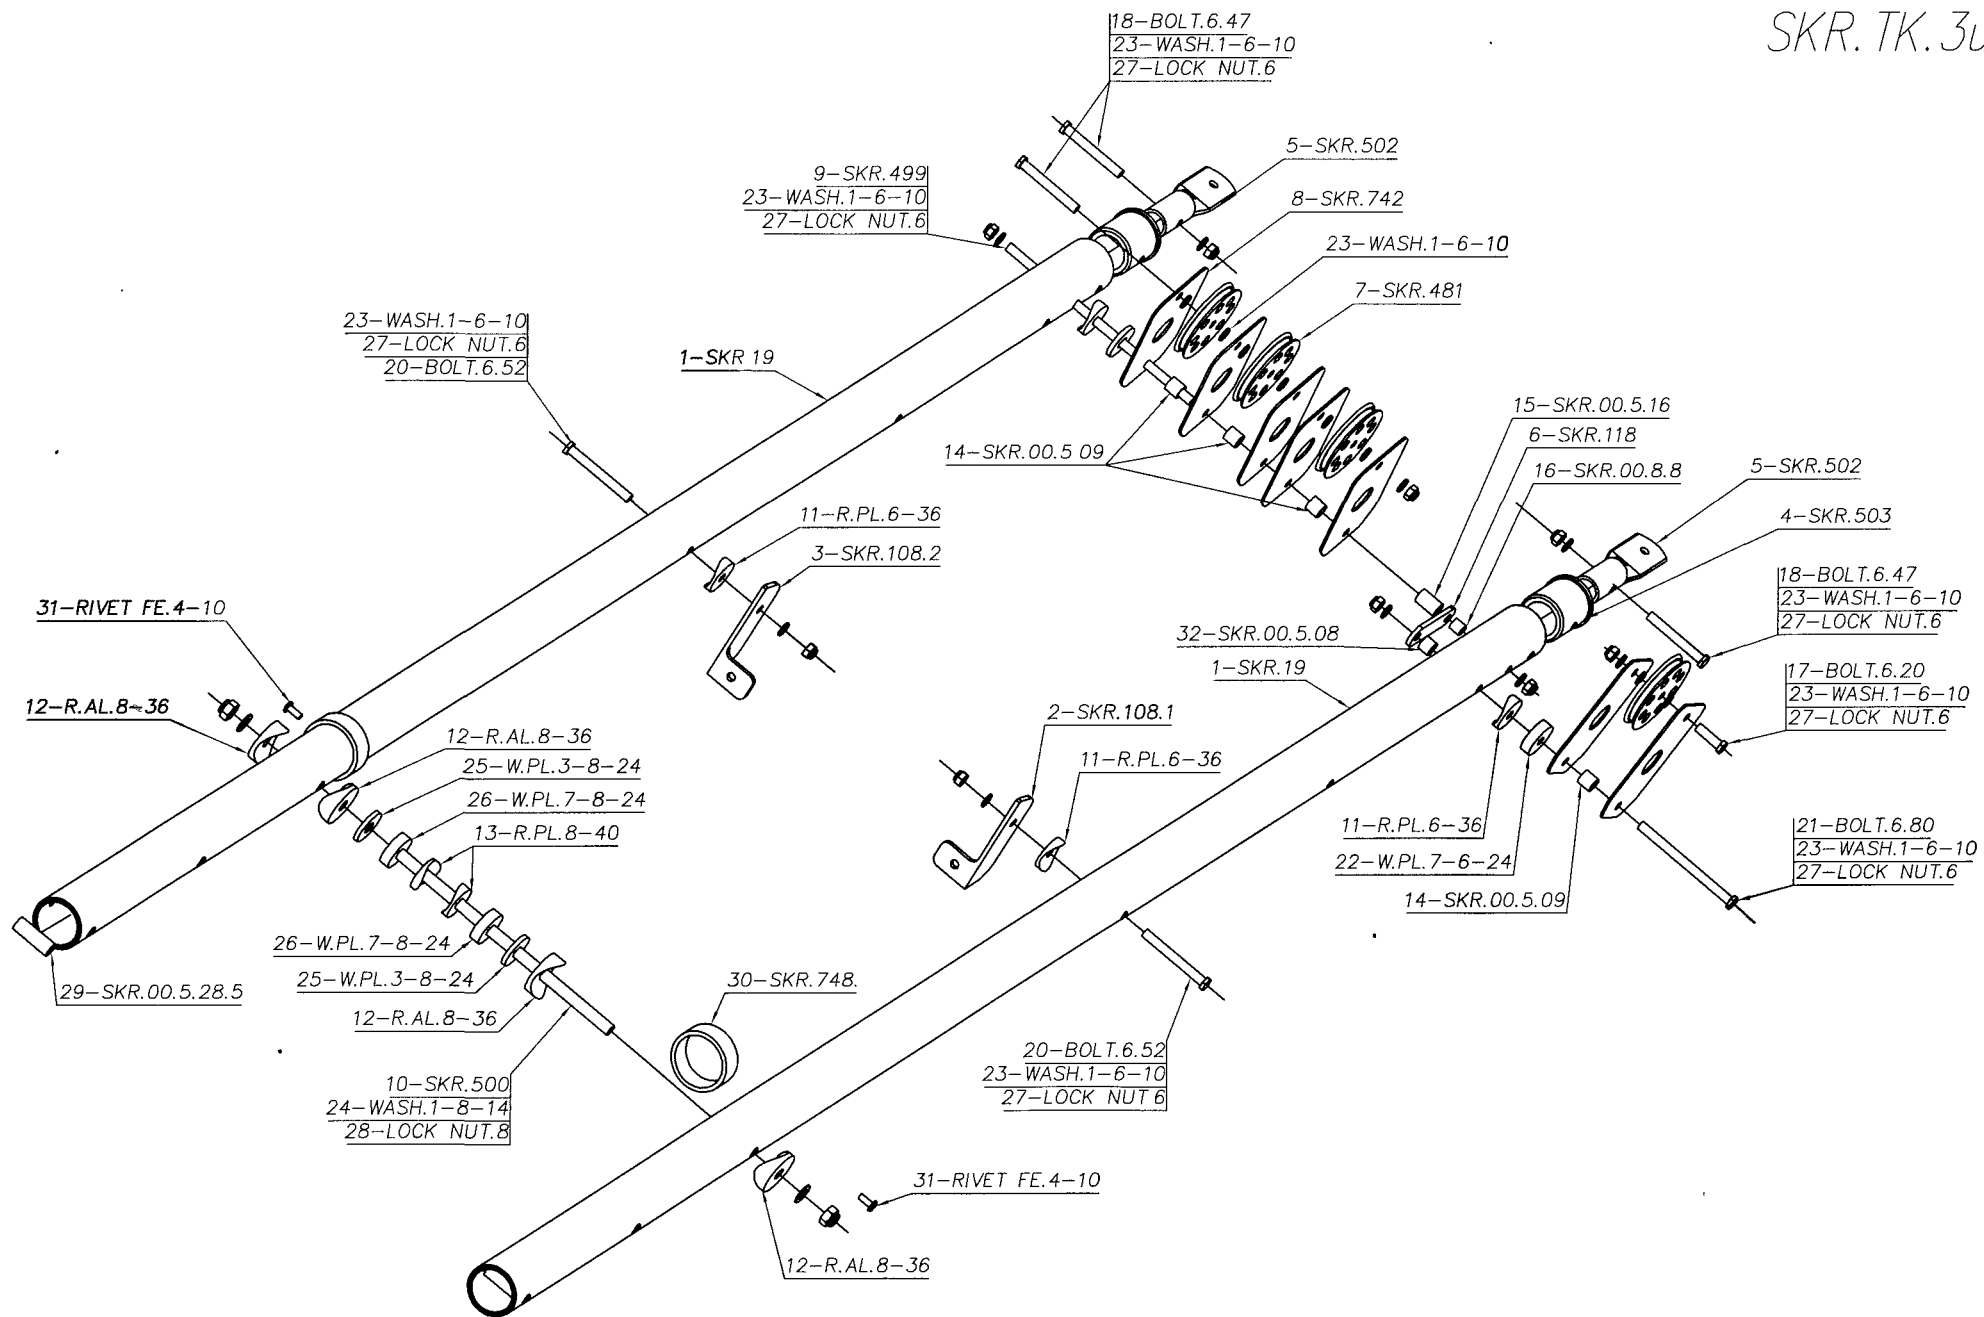 SKR.TK.3
18-BOLT.6.47
23-WASH.1-6-10
27-LOCK NUT.6
5-SKR.502
9-SKR.499
23-WASH.1-6-10
27-LOCK NUT.6
8-SKR.742
23-WASH.1-6-10
7-SKR.481
23-WASH.1-6-10
27-LOCK NUT.6
20-BOLT.6.52
1-SKR 19
15-SKR.00.5.16
6-SKR.118
16-SKR.00.8.8
14-SKR.00.5 09
5-SKR.502
4-SKR.503
11-R.PL.6-36
3-SKR.108.2
18-BOLT.6.47
23-WASH.1-6-10
27-LOCK NUT.6
31-RIVET FE.4-10
32-SKR.00.5.08
1-SKR.19
17-BOLT.6.20
23-WASH.1-6-10
27-LOCK NUT.6
12-R.AL.8-36
2-SKR.108.1
12-R.AL.8-36
25-W.PL.3-8-24
11-R.PL.6-36
26-W.PL.7-8-24
13-R.PL.8-40
11-R.PL.6-36
22-W.PL.7-6-24
14-SKR.00.5.09
21-BOLT.6.80
23-WASH.1-6-10
27-LOCK NUT.6
26-W.PL.7-8-24
25-W.PL.3-8-24
29-SKR.00.5.28.5
12-R.AL.8-36
30-SKR.748.
20-BOLT.6.52
23-WASH.1-6-10
27-LOCK NUT 6
10-SKR.500
24-WASH.1-8-14
28-LOCK NUT.8
31-RIVET FE.4-10
12-R.AL.8-36